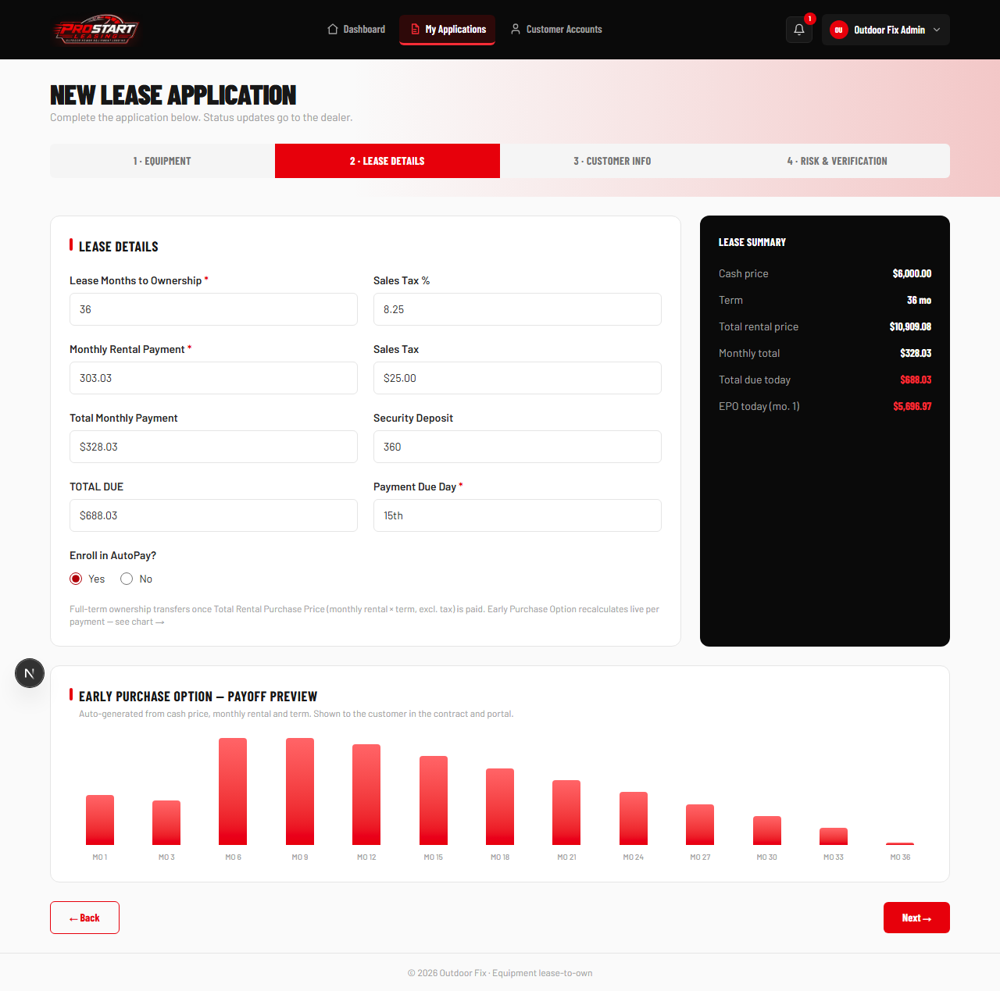 PROSTART
LEASING
OUTDOOR POWER EQUIPMENT LEASING
Dashboard
My Applications
Customer Accounts
1
OU
Outdoor Fix Admin
NEW LEASE APPLICATION
Complete the application below. Status updates go to the dealer.
1 · EQUIPMENT
2 · LEASE DETAILS
3 · CUSTOMER INFO
4 · RISK & VERIFICATION
LEASE DETAILS
Lease Months to Ownership *
Sales Tax %
36
8.25
Monthly Rental Payment *
Sales Tax
303.03
$25.00
Total Monthly Payment
Security Deposit
$328.03
360
TOTAL DUE
Payment Due Day *
$688.03
15th
Enroll in AutoPay?
Yes
No
Full-term ownership transfers once Total Rental Purchase Price (monthly rental × term, excl. tax) is paid. Early Purchase Option recalculates live per
payment — see chart →
LEASE SUMMARY
Cash price $6,000.00
Term 36 mo
Total rental price $10,909.08
Monthly total $328.03
Total due today $688.03
EPO today (mo. 1) $5,696.97
N
EARLY PURCHASE OPTION — PAYOFF PREVIEW
Auto-generated from cash price, monthly rental and term. Shown to the customer in the contract and portal.
MO 1
MO 3
MO 6
MO 9
MO 12
MO 15
MO 18
MO 21
MO 24
MO 27
MO 30
MO 33
MO 36
← Back
Next →
© 2026 Outdoor Fix · Equipment lease-to-own